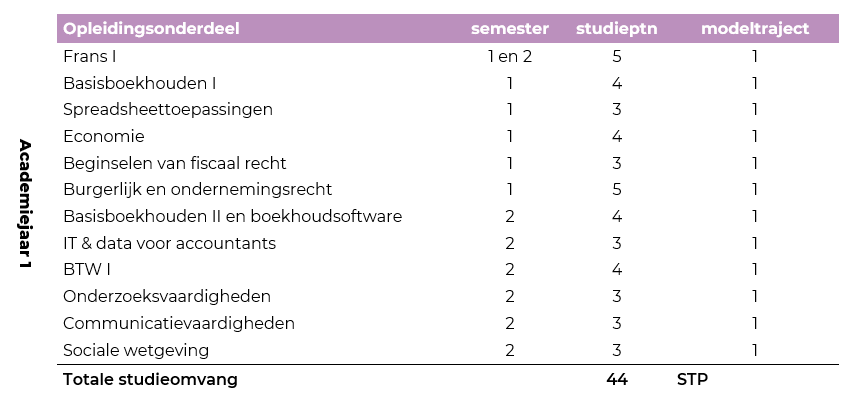 Opleidingsonderdeel semester studieptn modeltraject
Frans I 1 en 2 5 1
Basisboekhouden I 1 4 1
Spreadsheettoepassingen 1 3 1
Economie 1 4 1
Beginselen van fiscaal recht 1 3 1
Burgerlijk en ondernemingsrecht 1 5 1
Basisboekhouden II en boekhoudsoftware 2 4 1
IT & data voor accountants 2 3 1
BTW I 2 4 1
Onderzoeksvaardigheden 2 3 1
Communicatievaardigheden 2 3 1
Sociale wetgeving 2 3 1
Totale studieomvang 44 STP
Academiejaar 1